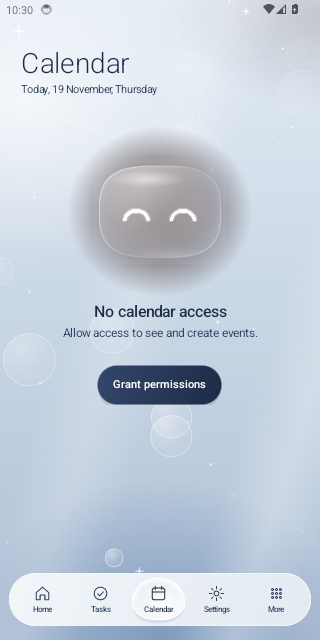 10:30
Calendar
Today, 19 November, Thursday
No calendar access
Allow access to see and create events.
Grant permissions
Home
Tasks
Calendar
Settings
More